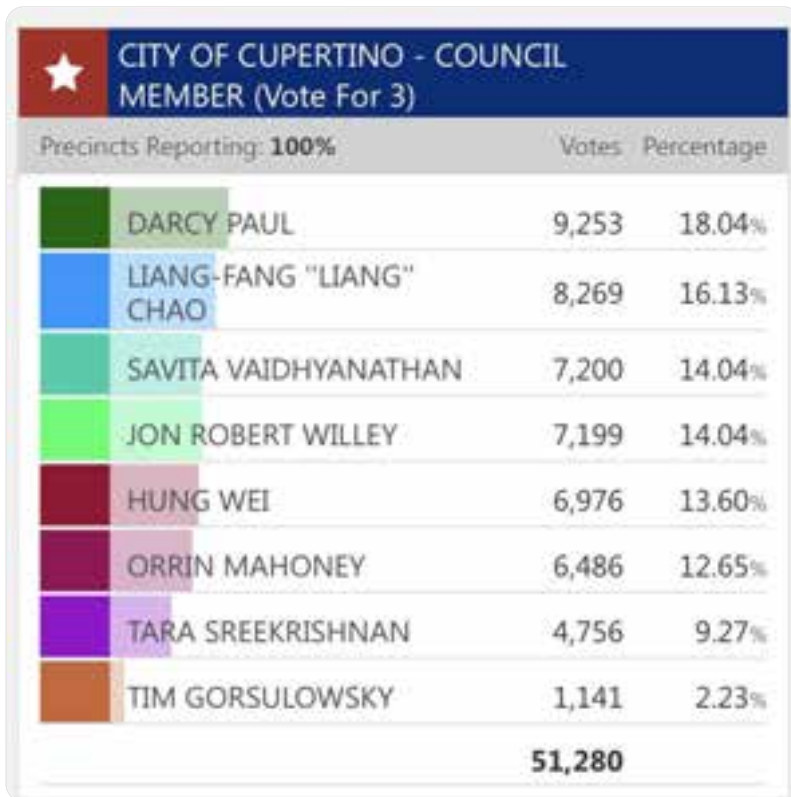 CITY OF CUPERTINO - COUNCIL
MEMBER (Vote For 3)
Precincts Reporting: 100% Votes Percentage
DARCY PAUL 9,253 18.04%
LIANG-FANG "LIANG"
CHAO 8,269 16.13%
SAVITA VAIDHYANATHAN 7,200 14.04%
JON ROBERT WILLEY 7,199 14.04%
HUNG WEI 6,976 13.60%
ORRIN MAHONEY 6,486 12.65%
TARA SREEKRISHNAN 4,756 9.27%
TIM GORSULOWSKY 1,141 2.23%
51,280